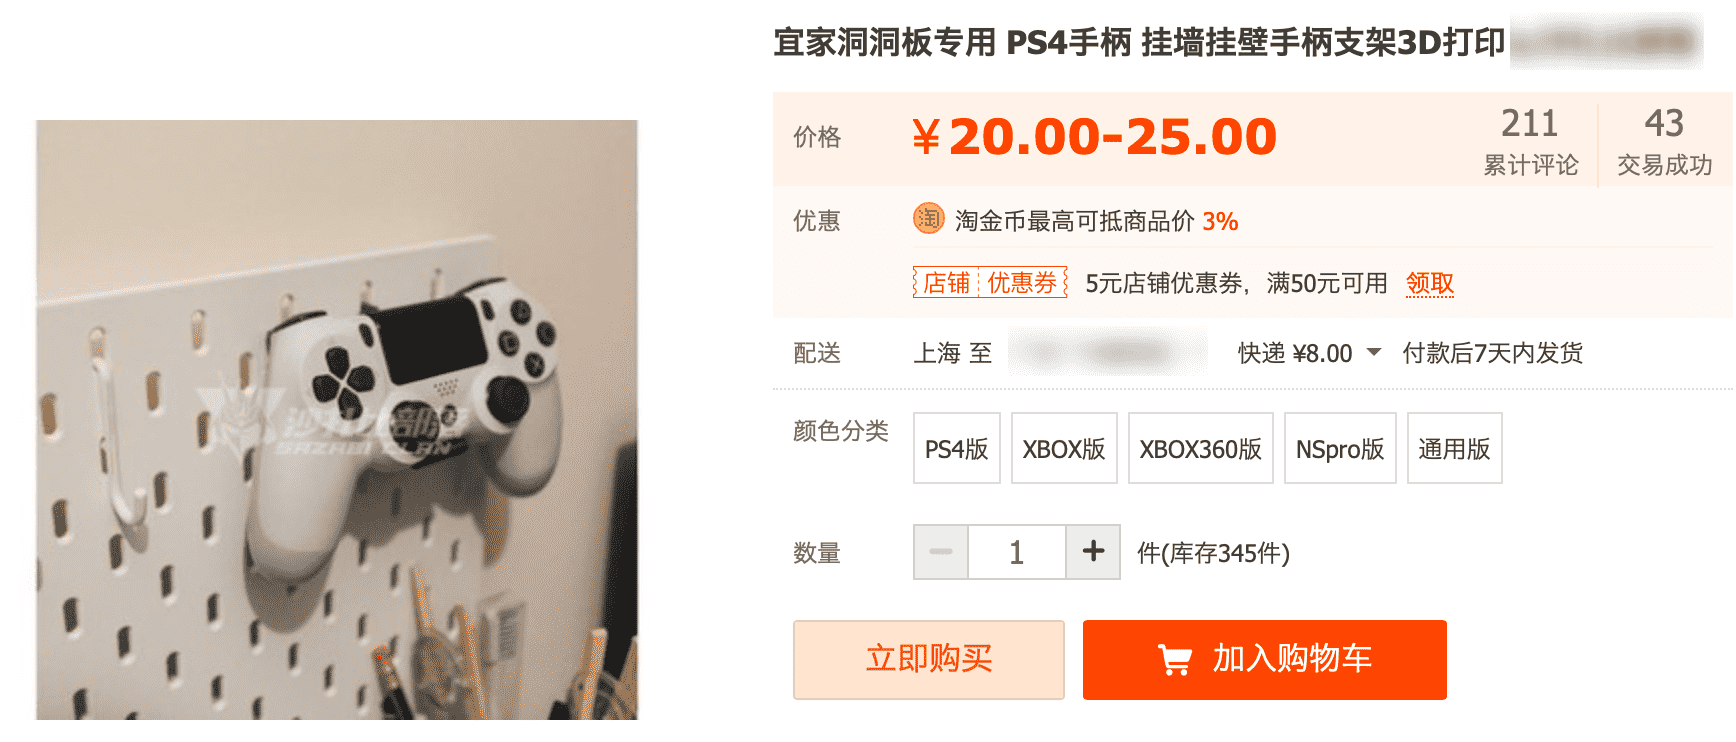 宜家洞洞板专用 PS4手柄 挂墙挂壁手柄支架3D打印
价格
¥20.00-25.00
211
累计评论
43
交易成功
优惠
淘
淘金币最高可抵商品价 3%
店铺 优惠券 5元店铺优惠券，满50元可用 领取
配送
上海 至
快递 ¥8.00
付款后7天内发货
颜色分类
PS4版 XBOX版 XBOX360版 NSpro版 通用版
数量
1
件(库存345件)
立即购买
加入购物车
SAZABI CLAN